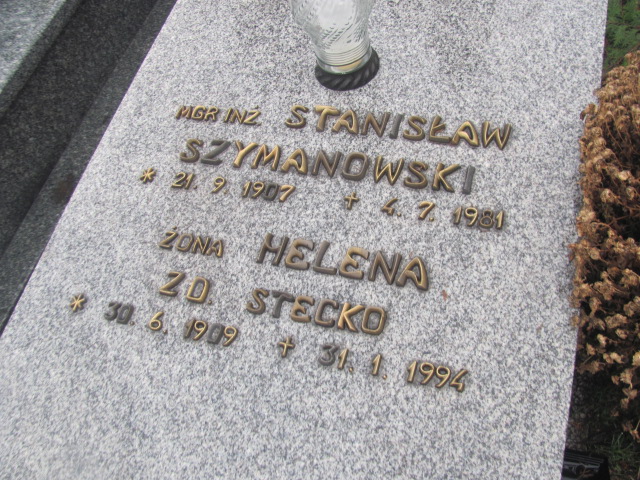 MGR INŻ STANISŁAW
SZYMANOWSKI
* 21. 9. 1907 ✝ 4. 7. 1981
ŻONA HELENA
ZD. STECKO
* 30. 6. 1909 ✝ 31. 1. 1994